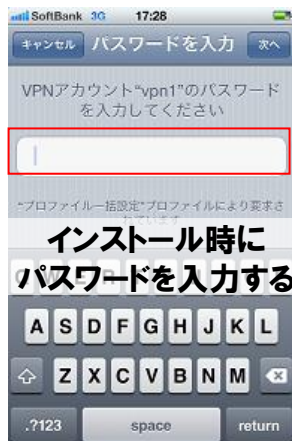 SoftBank 3G 17:28
キャンセル パスワードを入力 次へ
VPNアカウント“vpn1”のパスワード
を入力してください
“プロファイル一括設定”プロファイルにより要求さ
れています
インストール時に
パスワードを入力する
A S D F G H J K L
Z X C V B N M
.?123 space return